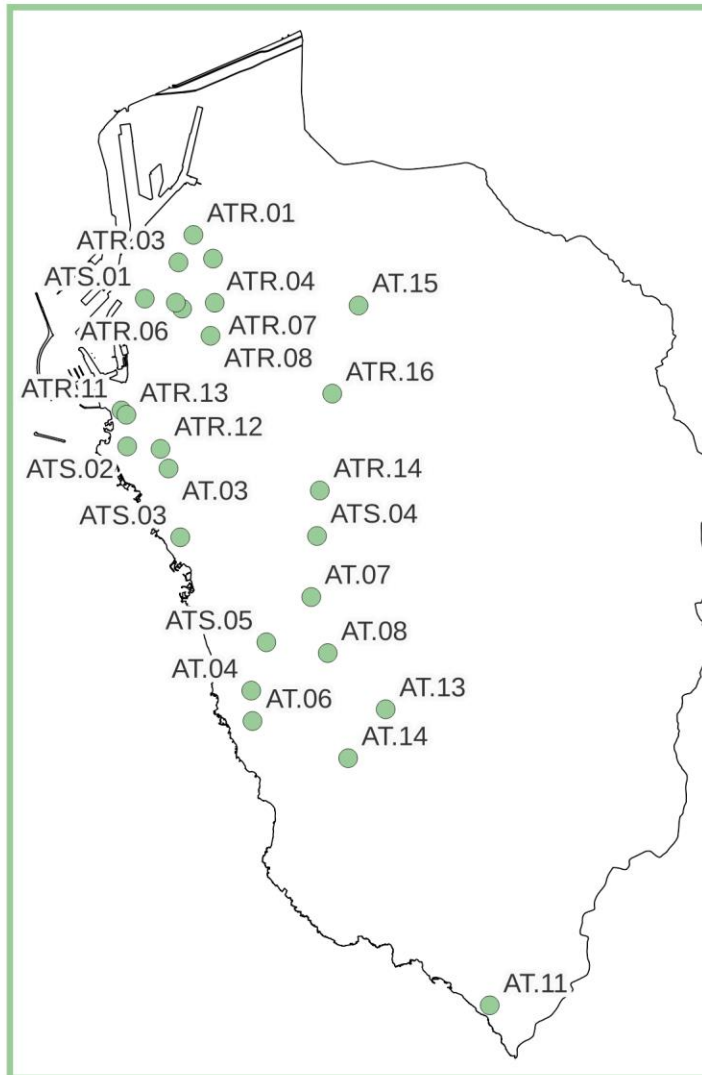 ATR.01
ATR.03
ATS.01
ATR.04
AT.15
ATR.06
ATR.07
ATR.08
ATR.16
ATR.11
ATR.13
ATR.12
ATS.02
AT.03
ATR.14
ATS.03
ATS.04
AT.07
ATS.05
AT.08
AT.04
AT.06
AT.13
AT.14
AT.11